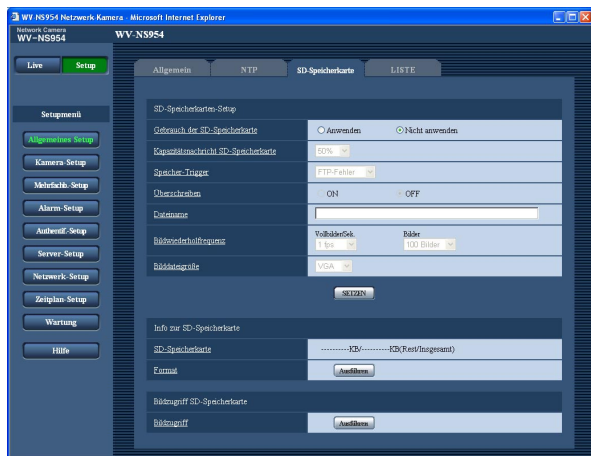 WV-NS954 Netzwerk-Kamera - Microsoft Internet Explorer
Network Camera
WV-NS954
WV-NS954
Live Setup
Allgemein NTP SD-Speicherkarte LISTE
Setupmenü
Allgemeines Setup
Kamera-Setup
Mehrfachb.-Setup
Alarm-Setup
Authentif.-Setup
Server-Setup
Netzwerk-Setup
Zeitplan-Setup
Wartung
Hilfe
SD-Speicherkarten-Setup
Gebrauch der SD-Speicherkarte Anwenden Nicht anwenden
Kapazitätsnachricht SD-Speicherkarte 50%
Speicher-Trigger FTP-Fehler
Überschreiben ON OFF
Dateiname
Bildwiederholfrequenz Vollbilder/Sek. 1 fps Bilder 100 Bilder
Bilddateigröße VGA
SETZEN
Info zur SD-Speicherkarte
SD-Speicherkarte ----------KB/----------KB(Rest/Insgesamt)
Format Ausführen
Bildzugriff SD-Speicherkarte
Bildzugriff Ausführen